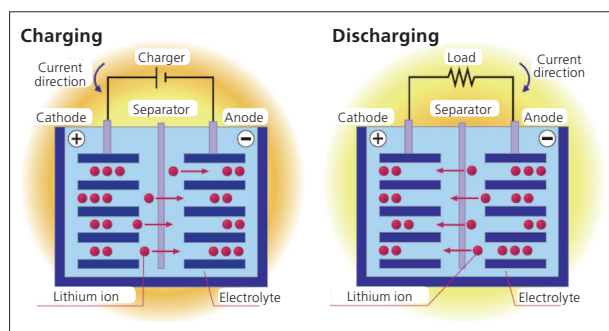 Charging
Charger
Current
direction
Separator
Cathode
Anode
+
−
Lithium ion
Electrolyte
Discharging
Load
Current
direction
Separator
Cathode
Anode
+
−
Lithium ion
Electrolyte